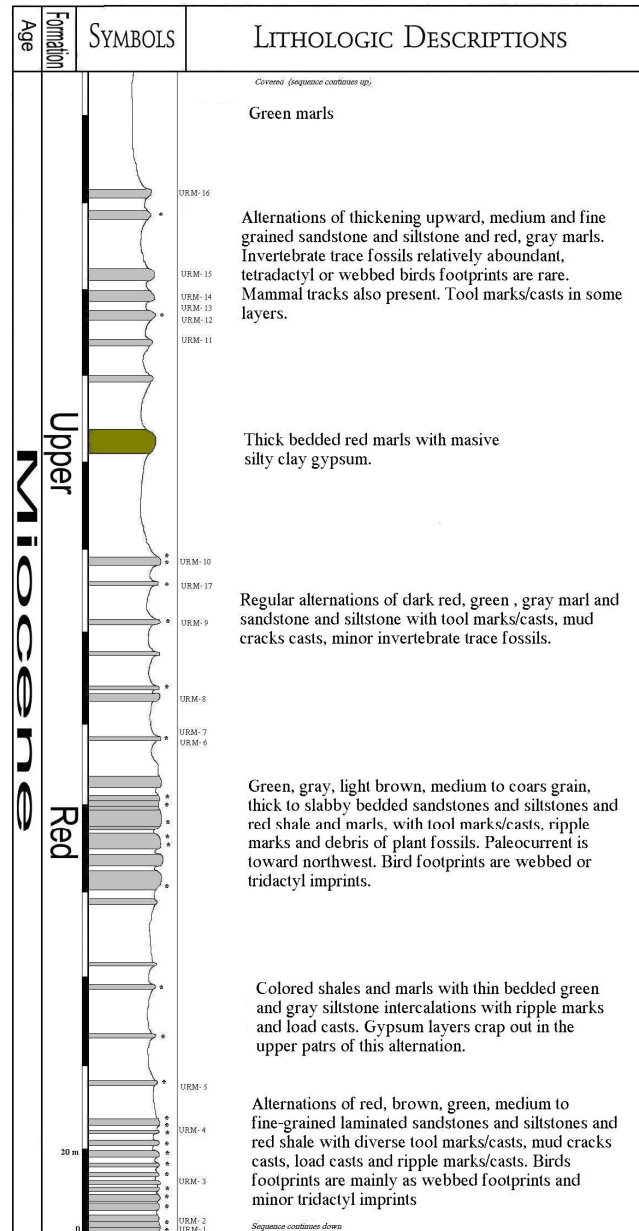 Age
Formation
SYMBOLS
LITHOLOGIC DESCRIPTIONS
Covered (sequence continues up)
Green marls
URM-16
*
Alternations of thickening upward, medium and fine
grained sandstone and siltstone and red, gray marls.
Invertebrate trace fossils relatively aboundant,
tetradactyl or webbed birds footprints are rare.
Mammal tracks also present. Tool marks/casts in some
layers.
URM-15
URM-14
URM-13
*
URM-12
URM-11
Upper
Miocene
Thick bedded red marls with masive
silty clay gypsum.
*
*
URM-10
*
URM-17
*
URM-9
Regular alternations of dark red, green , gray marl and
sandstone and siltstone with tool marks/casts, mud
cracks casts, minor invertebrate trace fossils.
*
URM-8
URM-7
*
URM-6
Red
Green, gray, light brown, medium to coars grain,
thick to slabby bedded sandstones and siltstones and
red shale and marls, with tool marks/casts, ripple
marks and debris of plant fossils. Paleocurrent is
toward northwest. Bird footprints are webbed or
tridactyl imprints.
*
*
*
*
*
*
Colored shales and marls with thin bedded green
and gray siltstone intercalations with ripple marks
and load casts. Gypsum layers crap out in the
upper patrs of this alternation.
*
*
*
URM-5
Alternations of red, brown, green, medium to
fine-grained laminated sandstones and siltstones and
red shale with diverse tool marks/casts, mud cracks
casts, load casts and ripple marks/casts. Birds
footprints are mainly as webbed footprints and
minor tridactyl imprints
*
*
URM-4
*
*
20 m
*
*
*
URM-3
*
*
*
*
URM-2
*
URM-1
0
Sequence continues down